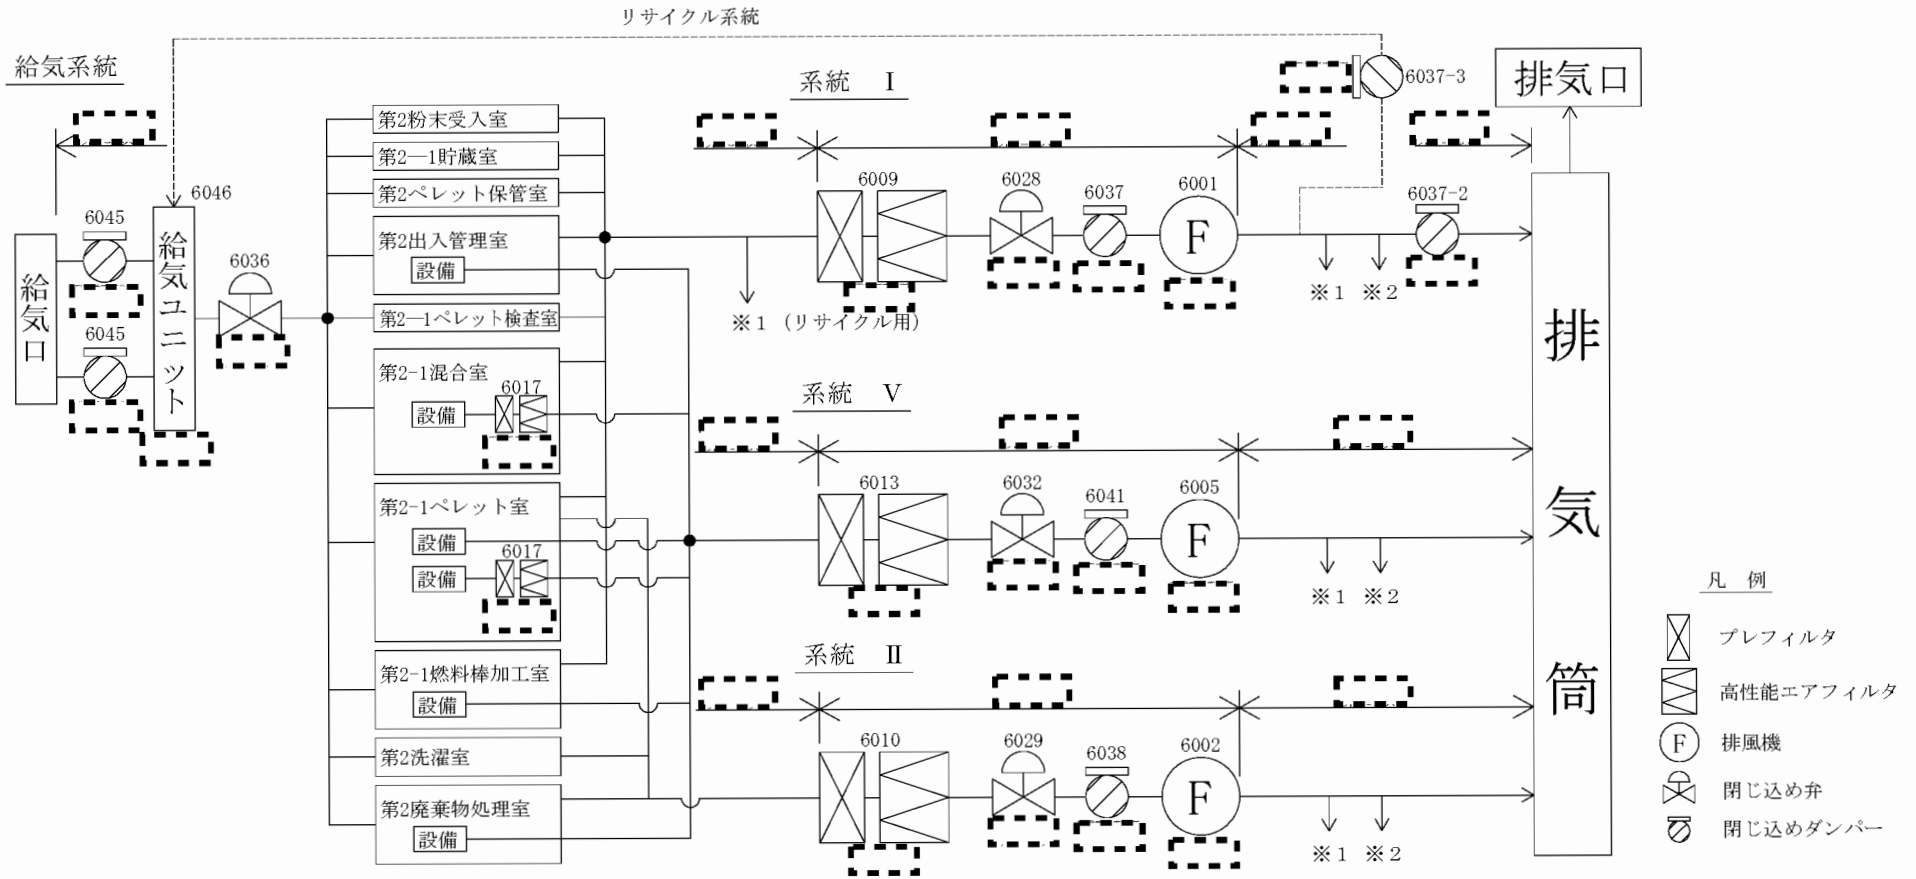 リサイクル系統
給気系統
系統 Ⅰ
6037-3
排気口
6046
6045
6045
給気口
給気ユニット
6036
第2粉末受入室
第2―1貯蔵室
第2ペレット保管室
第2出入管理室
設備
第2―1ペレット検査室
第2-1混合室
6017
設備
第2-1ペレット室
設備
6017
設備
第2-1燃料棒加工室
設備
第2洗濯室
第2廃棄物処理室
設備
6009
6028
6037
6001
6037-2
※1 (リサイクル用)
※1
※2
系統 Ⅴ
6013
6032
6041
6005
※1
※2
系統 Ⅱ
6010
6029
6038
6002
※1
※2
F
F
F
排気筒
凡 例
プレフィルタ
高性能エアフィルタ
F
排風機
閉じ込め弁
閉じ込めダンパー